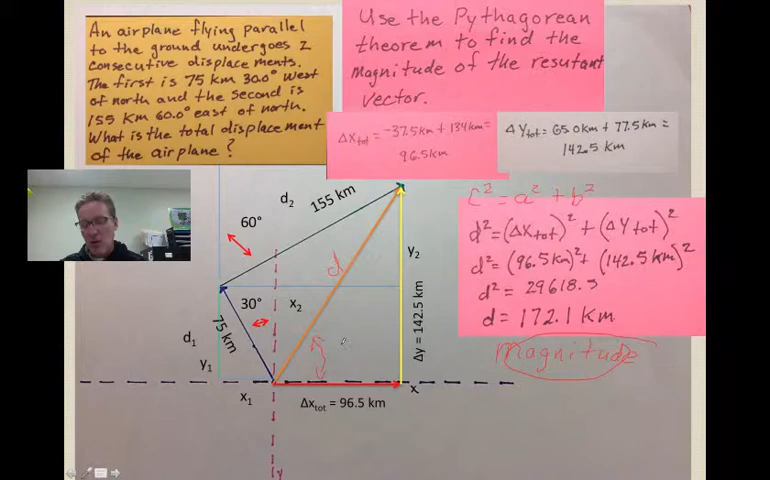 An airplane flying parallel
to the ground undergoes 2
consecutive displacements.
The first is 75 km 30.0° west
of north and the second is
155 km 60.0° east of north.
What is the total displacement
of the airplane?
Use the Pythagorean
theorem to find the
Magnitude of the resutant
vector.
ΔXtot = -37.5km + 134km =
96.5km
ΔYtot = 65.0km + 77.5km =
142.5 km
c² = a² + b²
d² = (ΔXtot)² + (ΔYtot)²
d² = (96.5km)² + (142.5km)²
d² = 29618.5
d = 172.1 km
magnitude
d₂
155 km
60°
d
y₂
30°
x₂
75 km
d₁
y₁
Δy = 142.5 km
x₁
Δxtot = 96.5 km
x
y